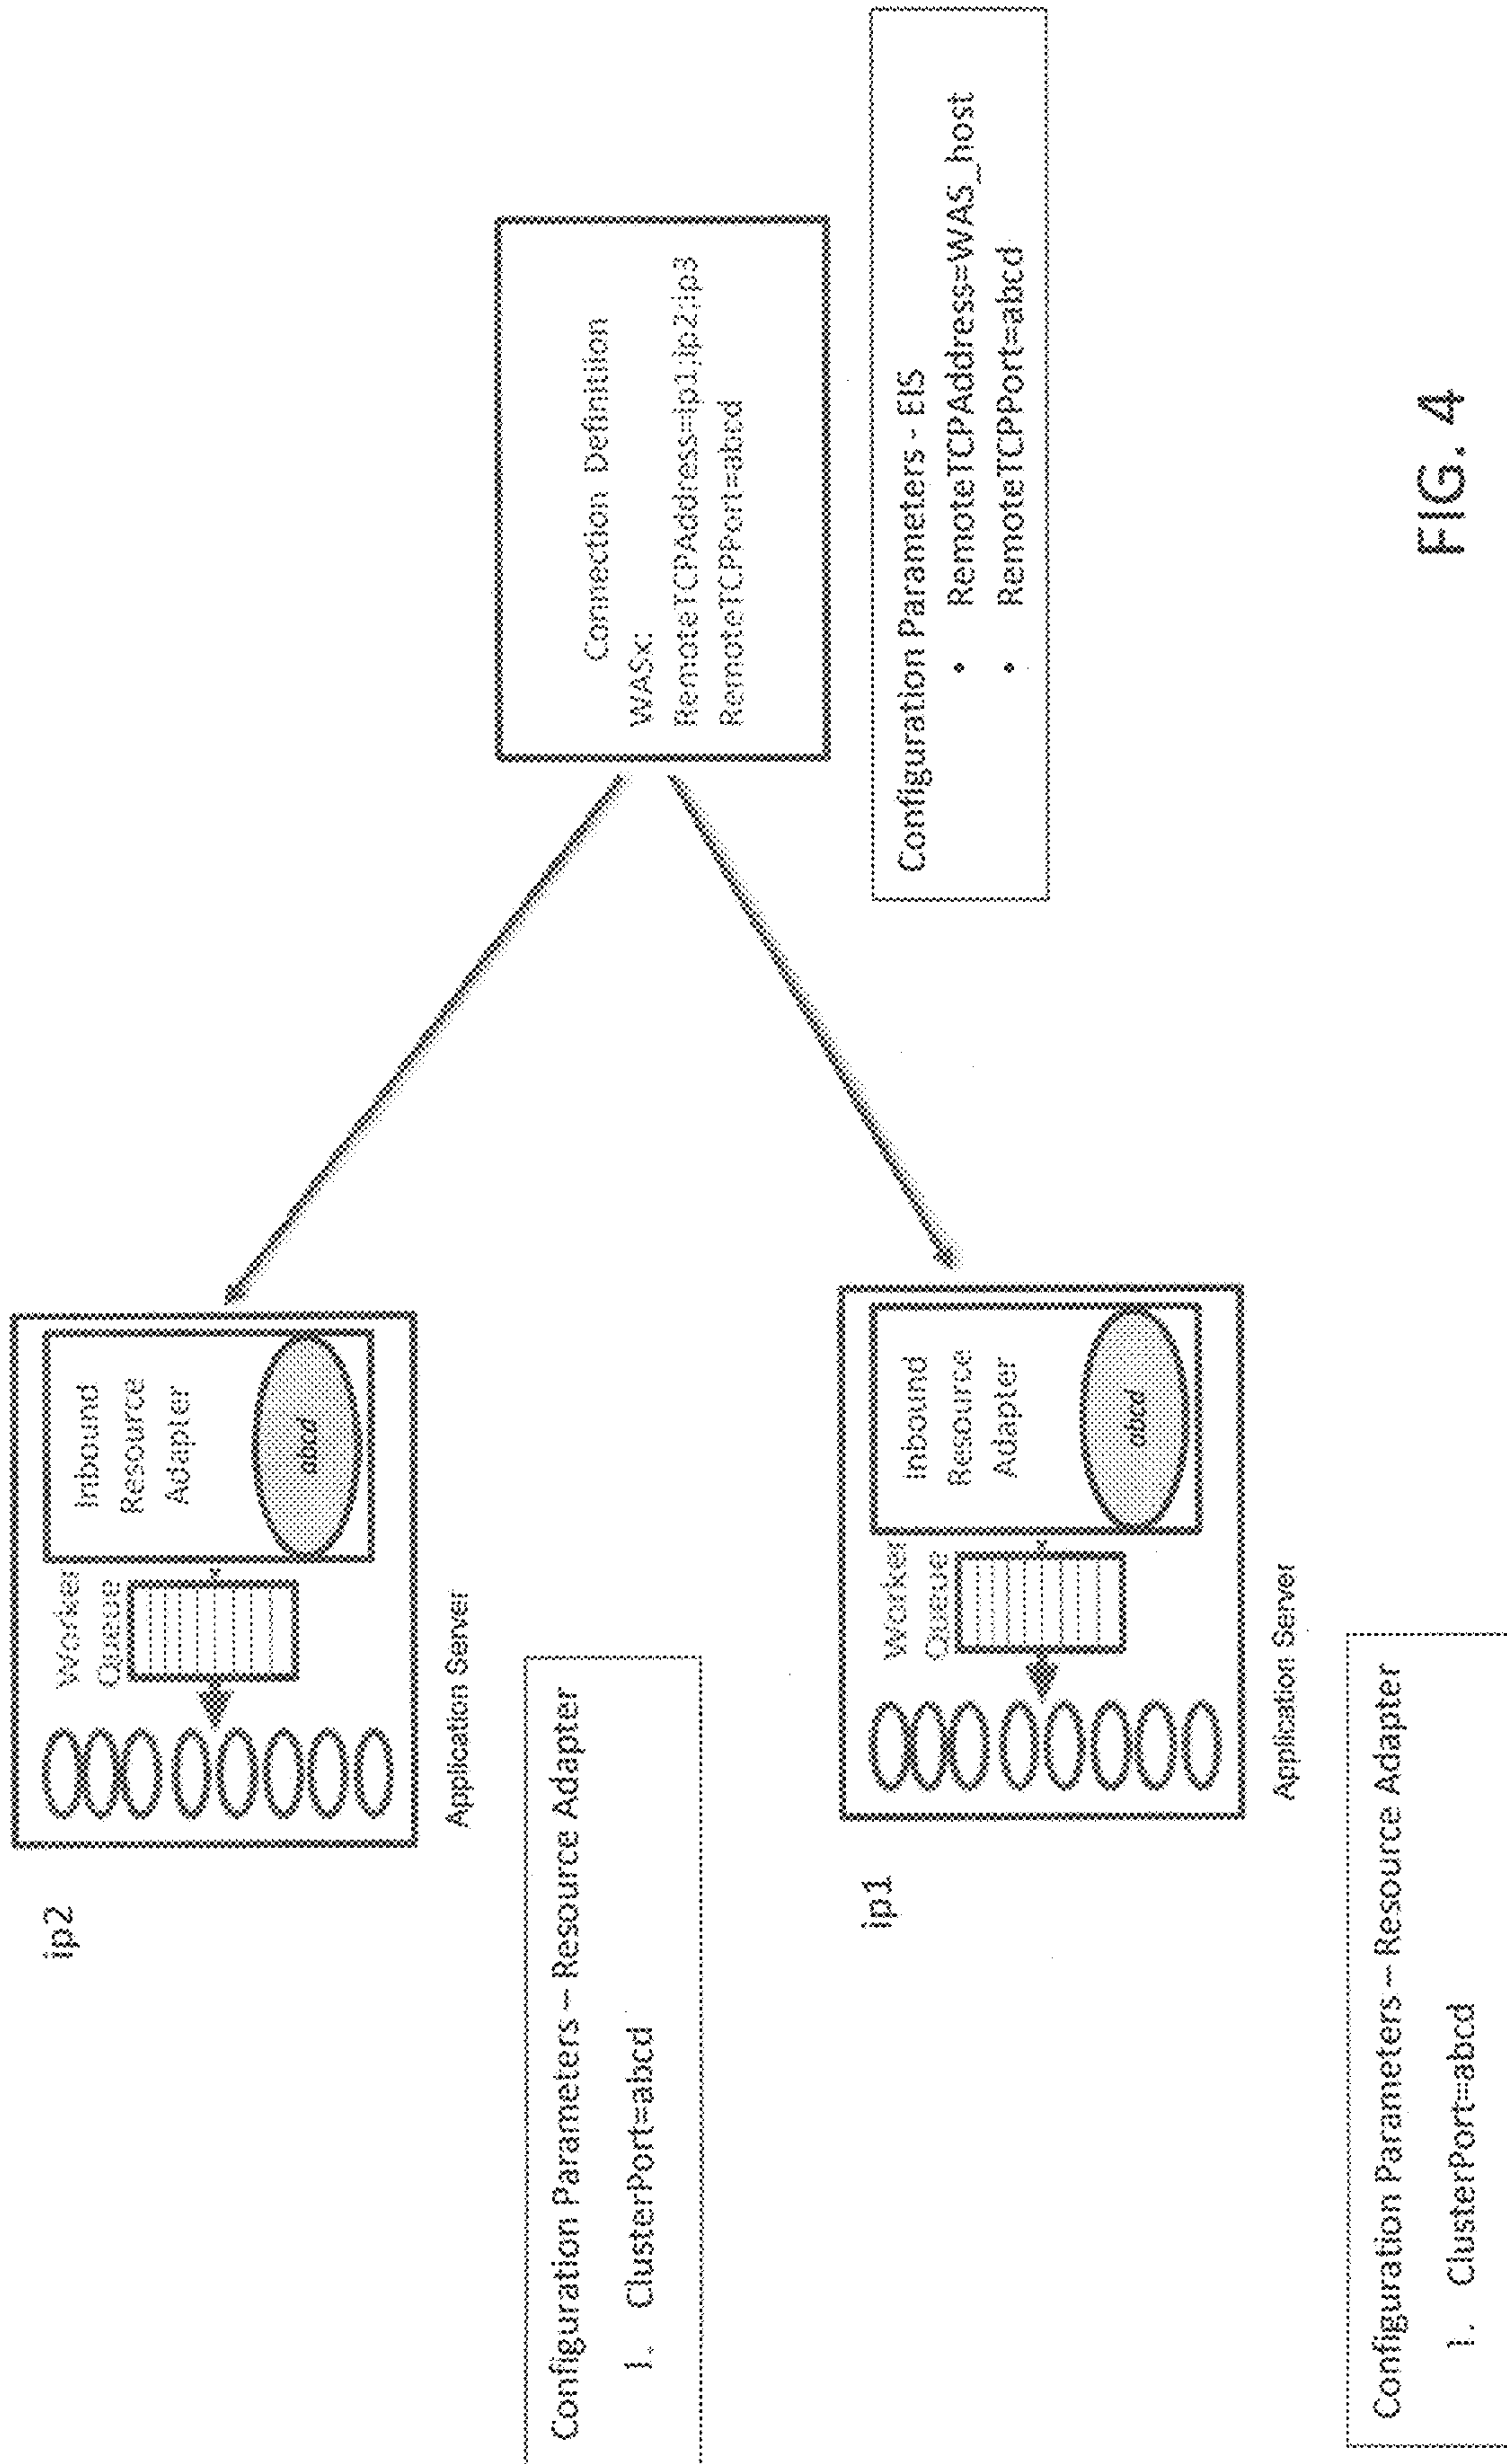 ip2
Worker
Queue
Inbound
Resource
Adapter
abcd
Application Server
Configuration Parameters – Resource Adapter
1. ClusterPort=abcd
Connection Definition
WASx:
RemoteTCPAddress=ip1;ip2;ip3
RemoteTCPPort=abcd
Configuration Parameters - EIS
• RemoteTCPAddress=WAS_host
• RemoteTCPPort=abcd
ip1
Worker
Queue
Inbound
Resource
Adapter
abcd
Application Server
Configuration Parameters – Resource Adapter
1. ClusterPort=abcd
FIG. 4